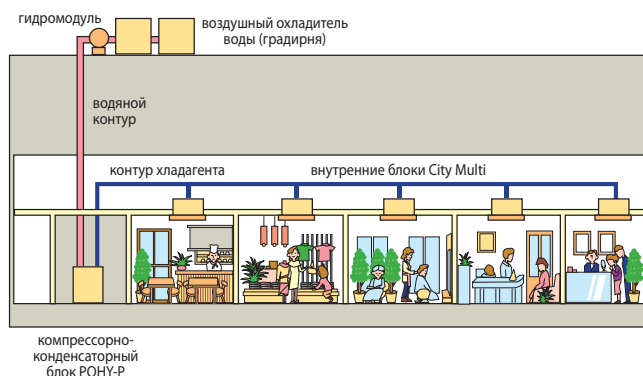 гидромодуль
воздушный охладитель
воды (градирня)
водяной
контур
контур хладагента
внутренние блоки City Multi
компрессорно-
конденсаторный
блок PQHY-P